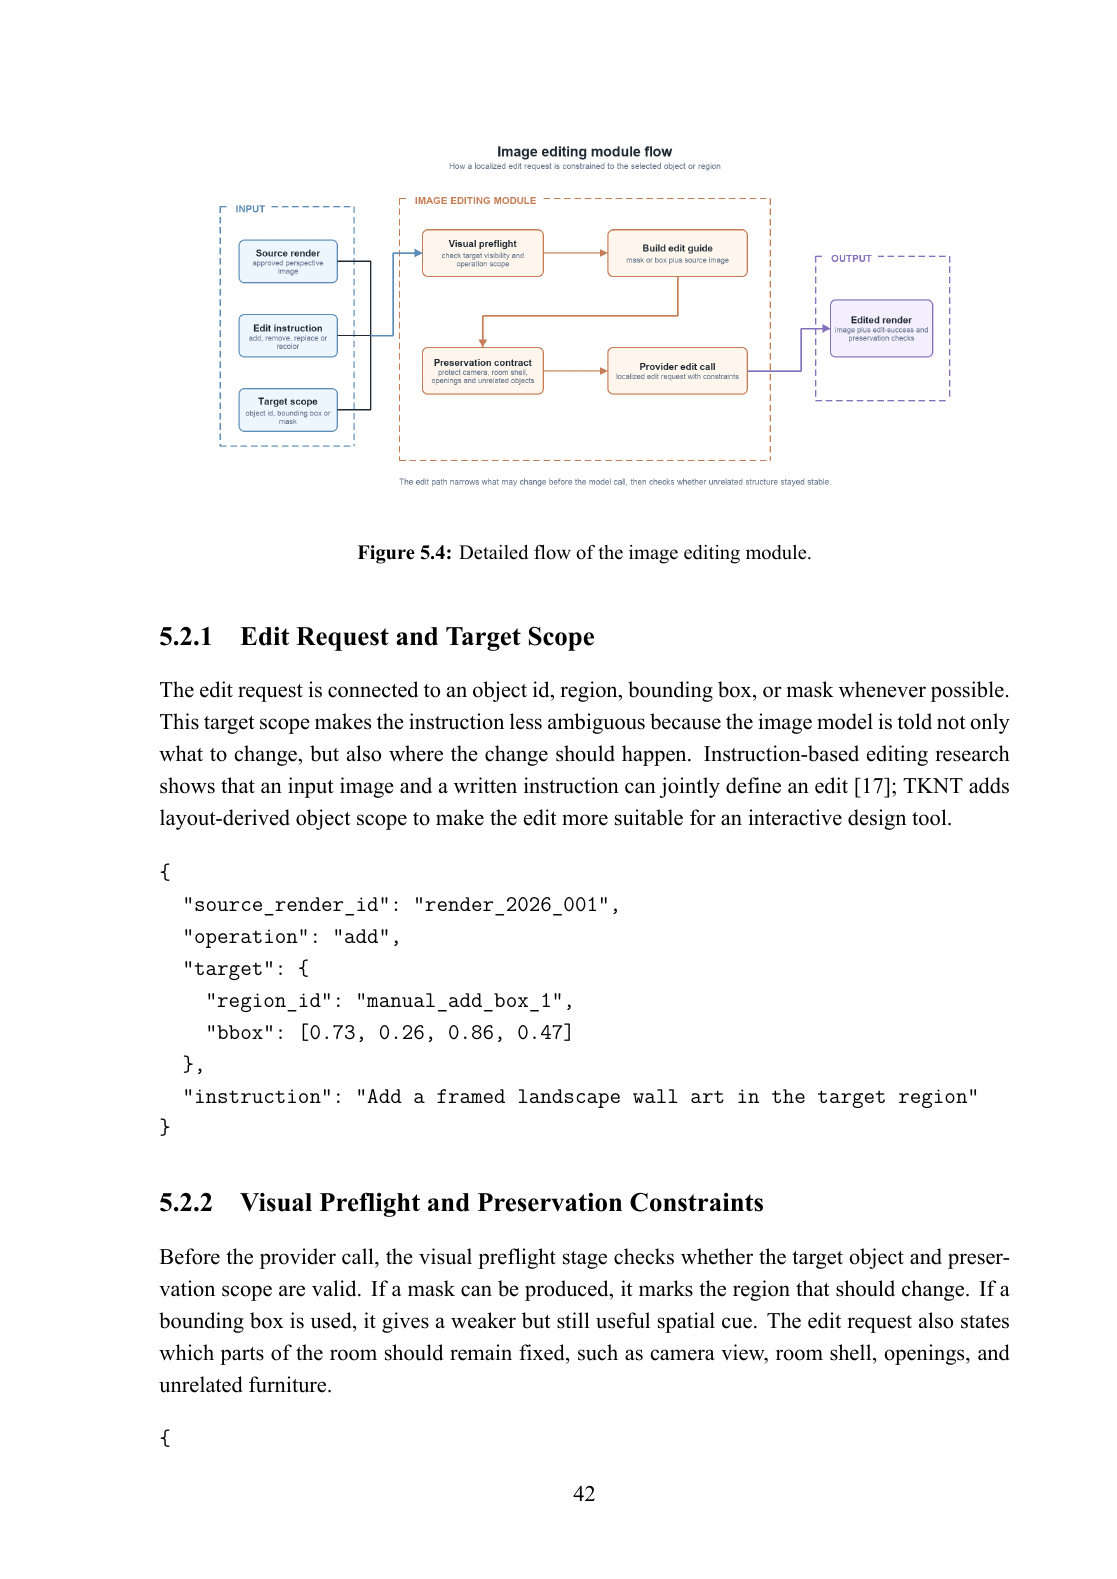 Image editing module flow
How a localized edit request is constrained to the selected object or region
INPUT
Source render
approved perspective
image
Edit instruction
add, remove, replace or
recolor
Target scope
object id, bounding box or
mask
IMAGE EDITING MODULE
Visual preflight
check target visibility and
operation scope
Build edit guide
mask or box plus source image
Preservation contract
protect camera, room shell,
openings and unrelated objects
Provider edit call
localized edit request with constraints
OUTPUT
Edited render
image plus edit-success and
preservation checks
The edit path narrows what may change before the model call, then checks whether unrelated structure stayed stable.
Figure 5.4: Detailed flow of the image editing module.
5.2.1 Edit Request and Target Scope
The edit request is connected to an object id, region, bounding box, or mask whenever possible.
This target scope makes the instruction less ambiguous because the image model is told not only
what to change, but also where the change should happen. Instruction-based editing research
shows that an input image and a written instruction can jointly define an edit [17]; TKNT adds
layout-derived object scope to make the edit more suitable for an interactive design tool.
{
"source_render_id": "render_2026_001",
"operation": "add",
"target": {
"region_id": "manual_add_box_1",
"bbox": [0.73, 0.26, 0.86, 0.47]
},
"instruction": "Add a framed landscape wall art in the target region"
}
5.2.2 Visual Preflight and Preservation Constraints
Before the provider call, the visual preflight stage checks whether the target object and preser-
vation scope are valid. If a mask can be produced, it marks the region that should change. If a
bounding box is used, it gives a weaker but still useful spatial cue. The edit request also states
which parts of the room should remain fixed, such as camera view, room shell, openings, and
unrelated furniture.
{
42